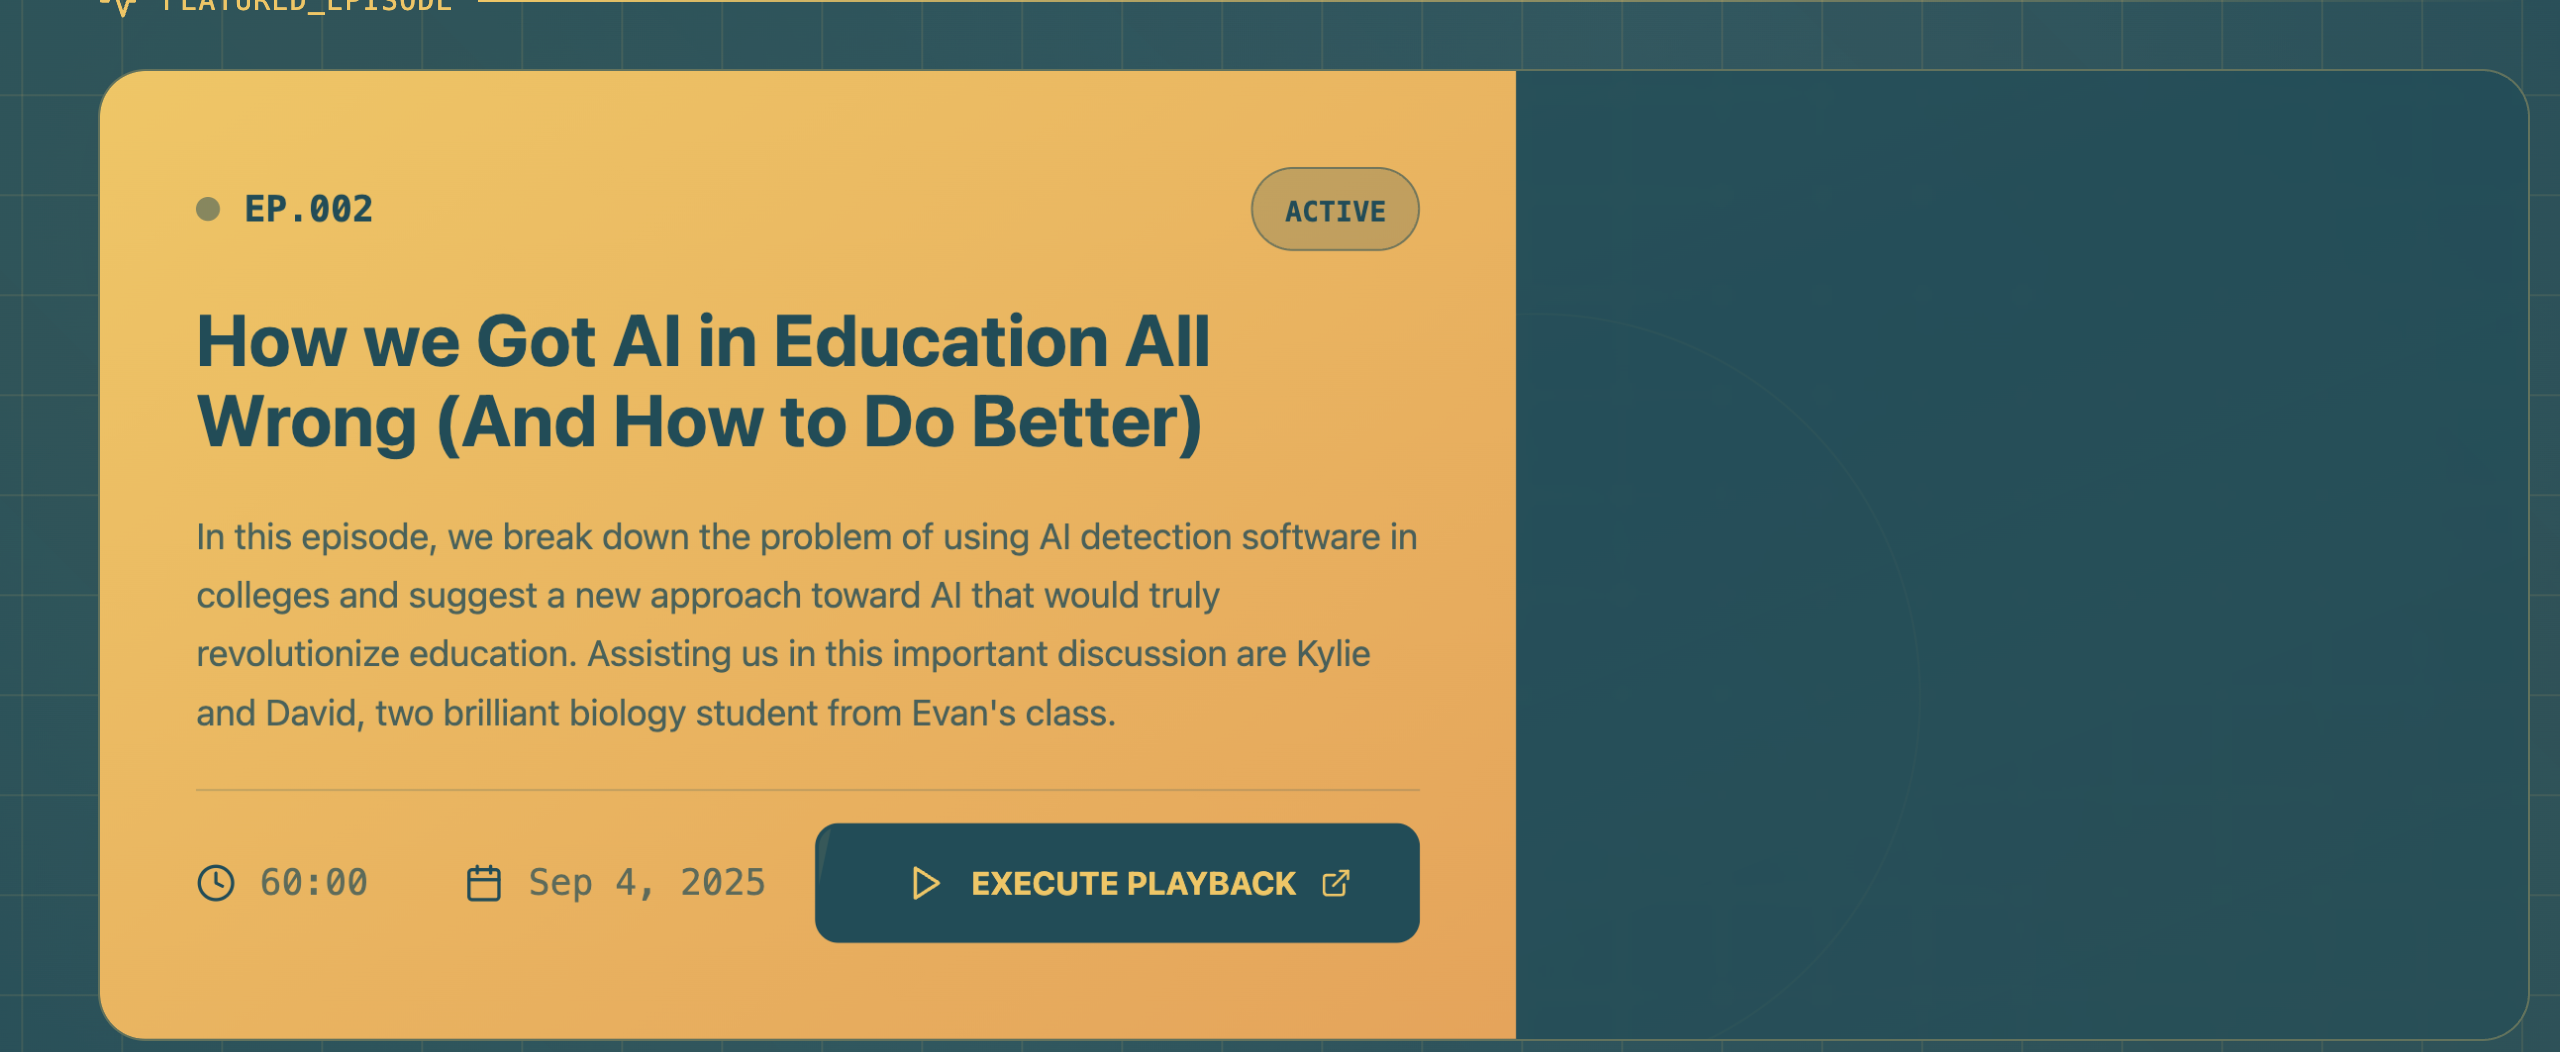 FEATURED_EPISODE
EP.002
ACTIVE
How we Got AI in Education All
Wrong (And How to Do Better)
In this episode, we break down the problem of using AI detection software in
colleges and suggest a new approach toward AI that would truly
revolutionize education. Assisting us in this important discussion are Kylie
and David, two brilliant biology student from Evan's class.
60:00
Sep 4, 2025
EXECUTE PLAYBACK